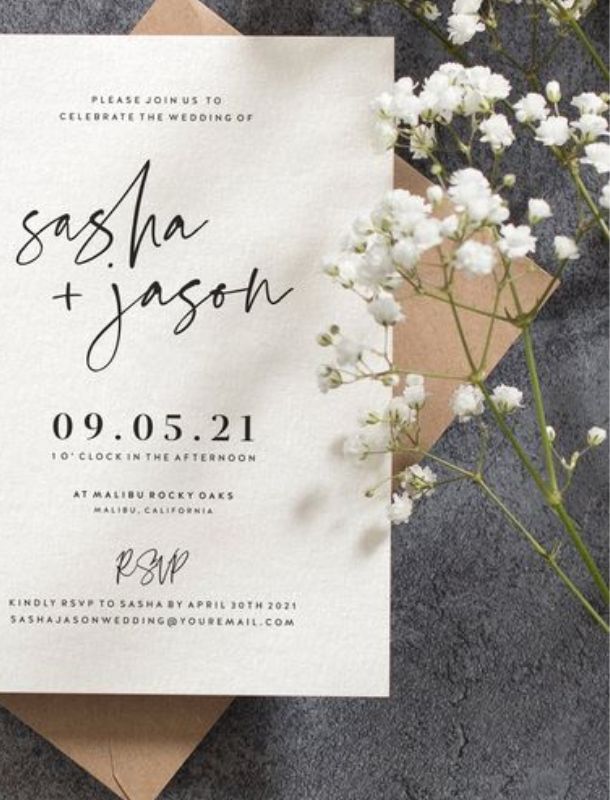 PLEASE JOIN US TO
CELEBRATE THE WEDDING OF
sasha
+ jason
09.05.21
1 O' CLOCK IN THE AFTERNOON
AT MALIBU ROCKY OAKS
MALIBU, CALIFORNIA
RSVP
KINDLY RSVP TO SASHA BY APRIL 30TH 2021
SASHAJASONWEDDING@YOUREMAIL.COM